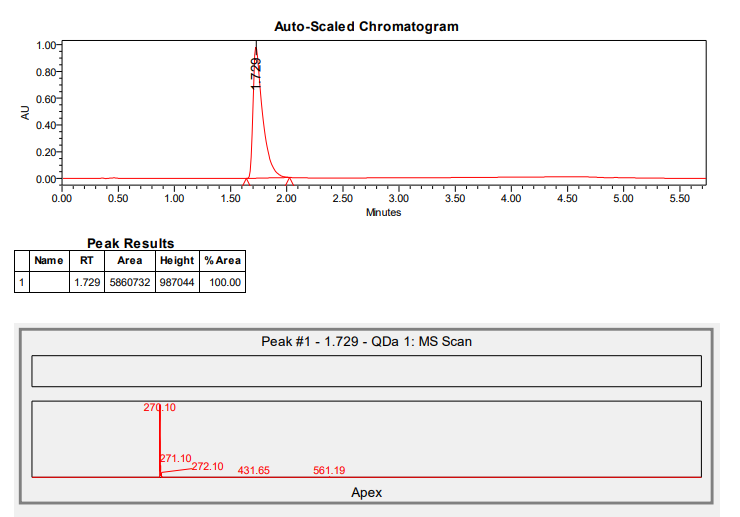 Auto-Scaled Chromatogram
1.00
0.80
0.60
0.40
0.20
0.00
AU
1.729
0.00 0.50 1.00 1.50 2.00 2.50 3.00 3.50 4.00 4.50 5.00 5.50
Minutes
Peak Results
Name RT Area Height % Area
1 1.729 5860732 987044 100.00
Peak #1 - 1.729 - QDa 1: MS Scan
270.10
271.10
272.10 431.65 561.19
Apex